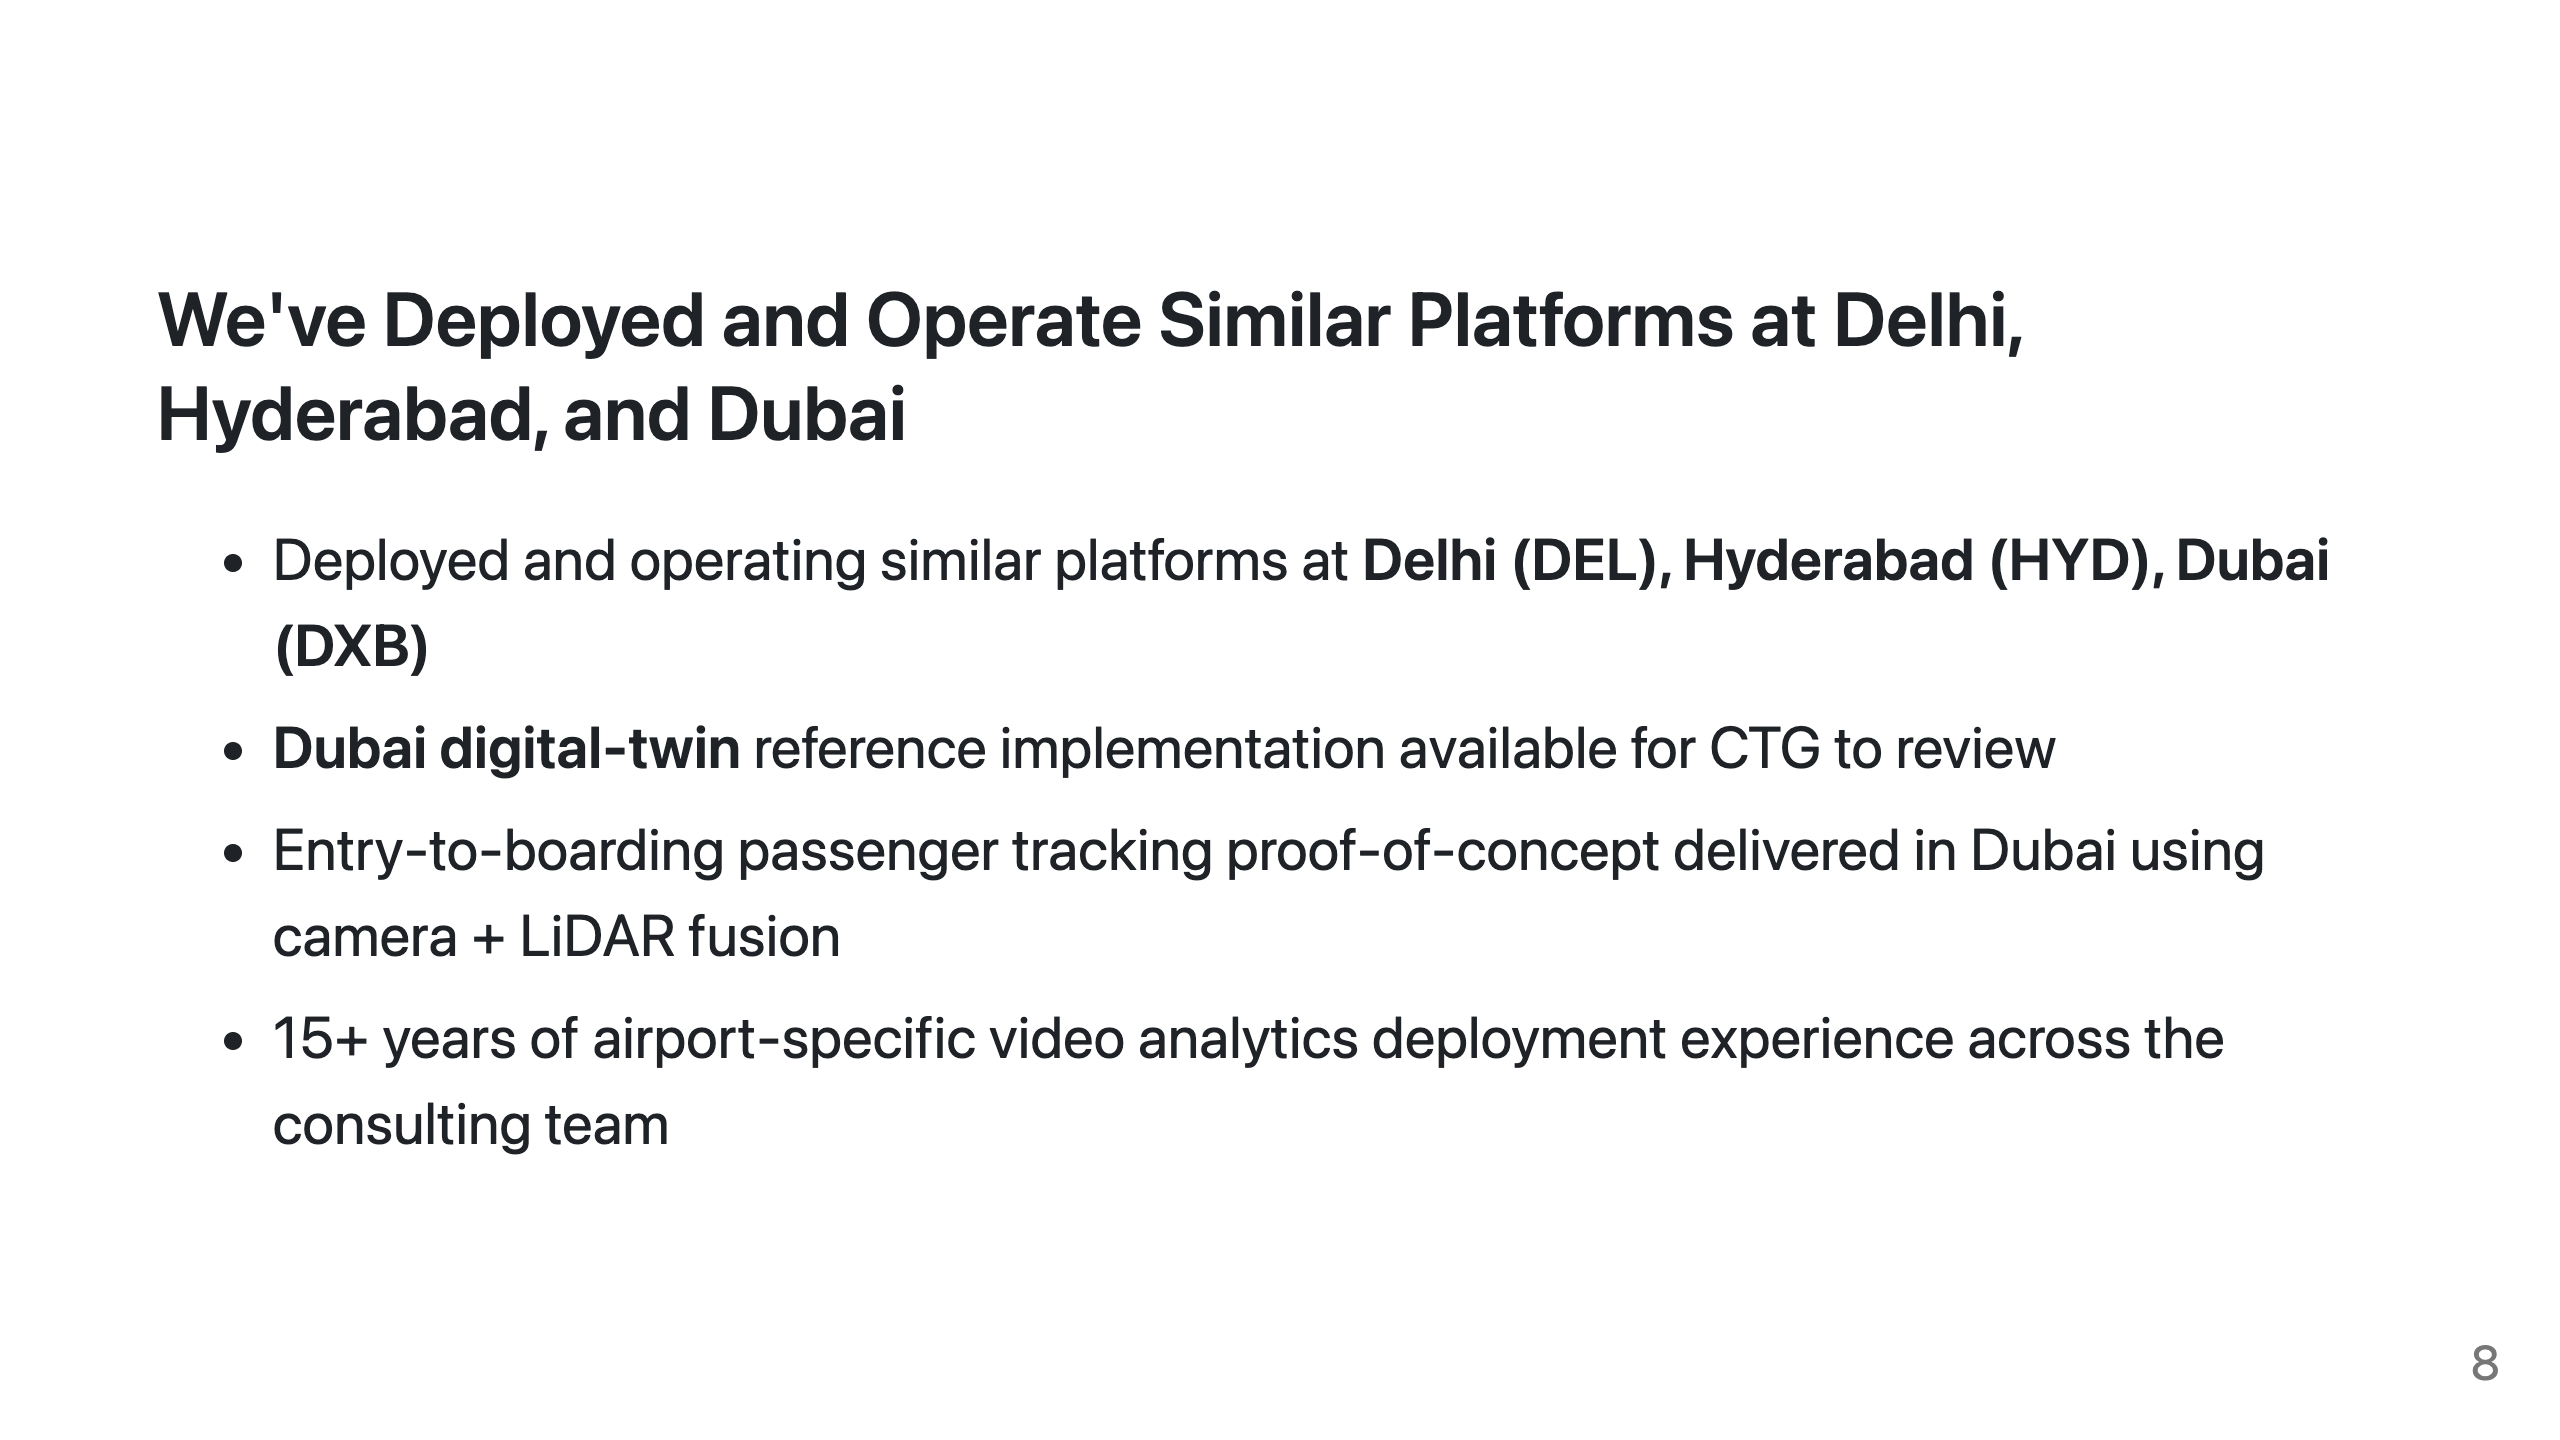 We've Deployed and Operate Similar Platforms at Delhi,
Hyderabad, and Dubai
• Deployed and operating similar platforms at Delhi (DEL), Hyderabad (HYD), Dubai
(DXB)
• Dubai digital-twin reference implementation available for CTG to review
• Entry-to-boarding passenger tracking proof-of-concept delivered in Dubai using
camera + LiDAR fusion
• 15+ years of airport-specific video analytics deployment experience across the
consulting team
8